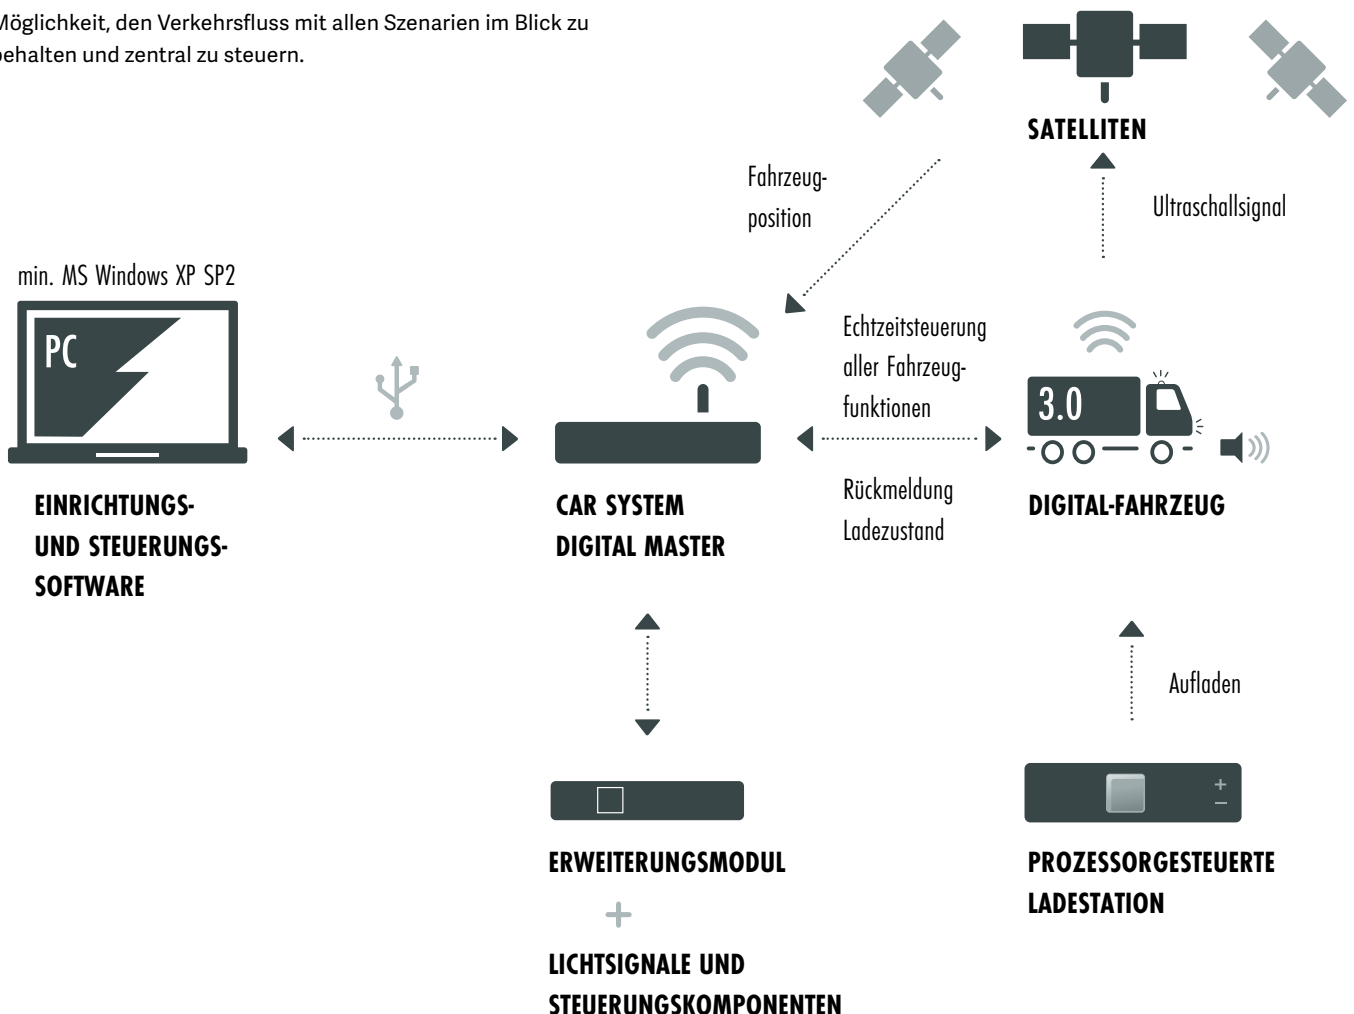 Möglichkeit, den Verkehrsfluss mit allen Szenarien im Blick zu
behalten und zentral zu steuern.
SATELLITEN
Fahrzeug-
position
Ultraschallsignal
min. MS Windows XP SP2
PC
Echtzeitsteuerung
aller Fahrzeug-
funktionen
3.0
EINRICHTUNGS-
UND STEUERUNGS-
SOFTWARE
CAR SYSTEM
DIGITAL MASTER
Rückmeldung
Ladezustand
DIGITAL-FAHRZEUG
Aufladen
+
–
ERWEITERUNGSMODUL
+
LICHTSIGNALE UND
STEUERUNGSKOMPONENTEN
PROZESSORGESTEUERTE
LADESTATION